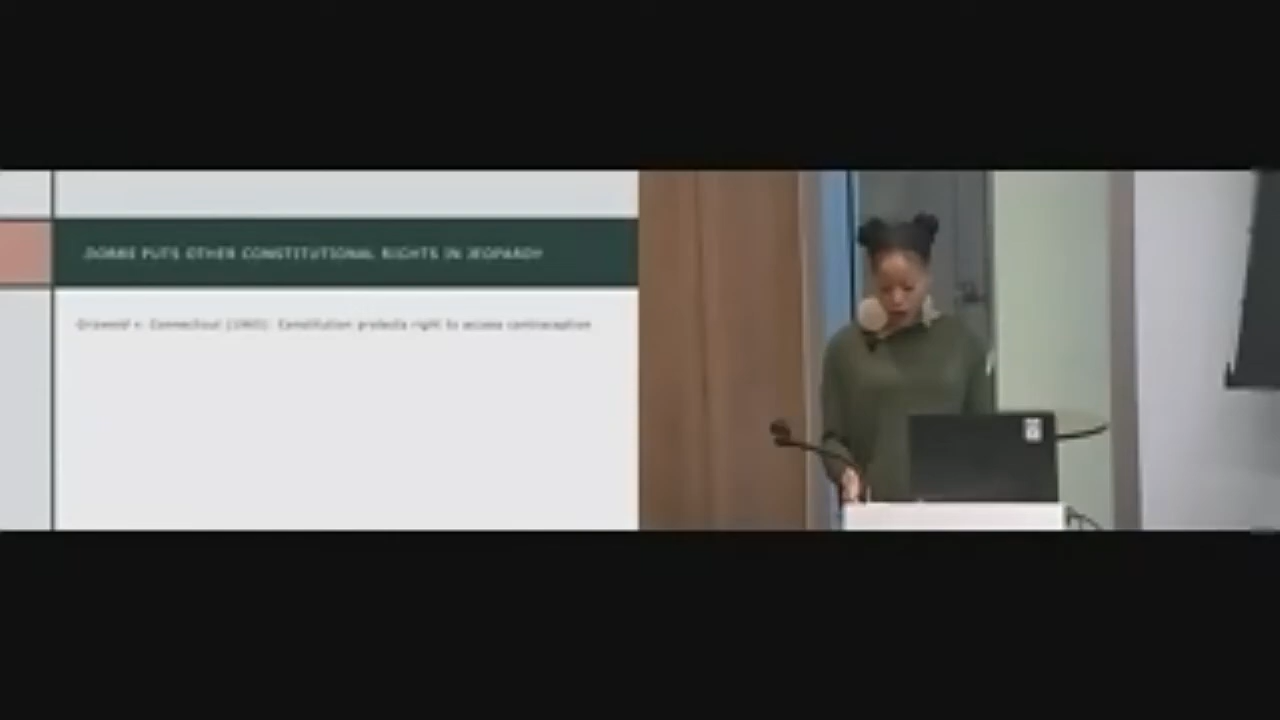 DOBBS PUTS OTHER CONSTITUTIONAL RIGHTS IN JEOPARDY
Griswold v. Connecticut (1965): Constitution protects right to access contraception